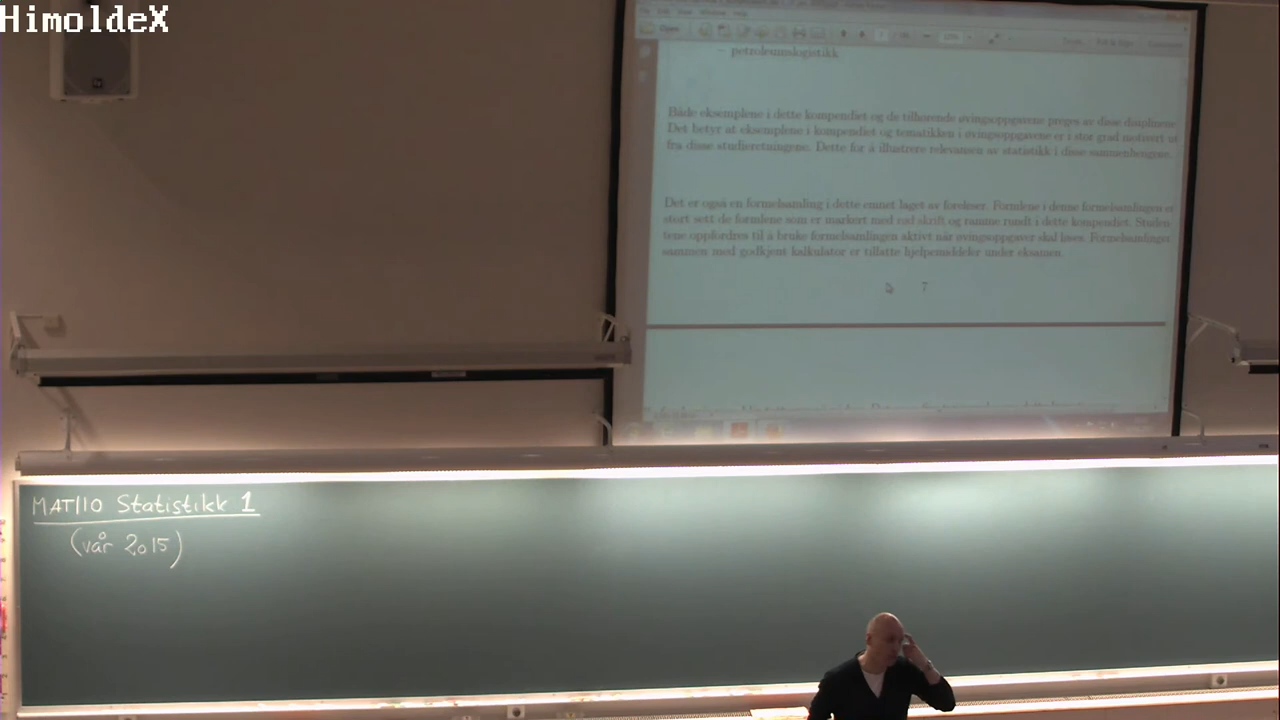 HimoldeX
– petroleumslogistikk
Både eksemplene i dette kompendiet og de tilhørende øvingsoppgavene preges av disse disiplinene
Det betyr at eksemplene i kompendiet og tematikken i øvingsoppgavene er i stor grad motivert ut
fra disse studieretningene. Dette for å illustrere relevansen av statistikk i disse sammenhengene.
Det er også en formelsamling i dette emnet laget av foreleser. Formlene i denne formelsamlingen er
stort sett de formlene som er markert med rød skrift og ramme rundt i dette kompendiet. Studen-
tene oppfordres til å bruke formelsamlingen aktivt når øvingsoppgaver skal løses. Formelsamlingen
sammen med godkjent kalkulator er tillatte hjelpemiddeler under eksamen
7
MAT110 Statistikk 1
(vår 2015)